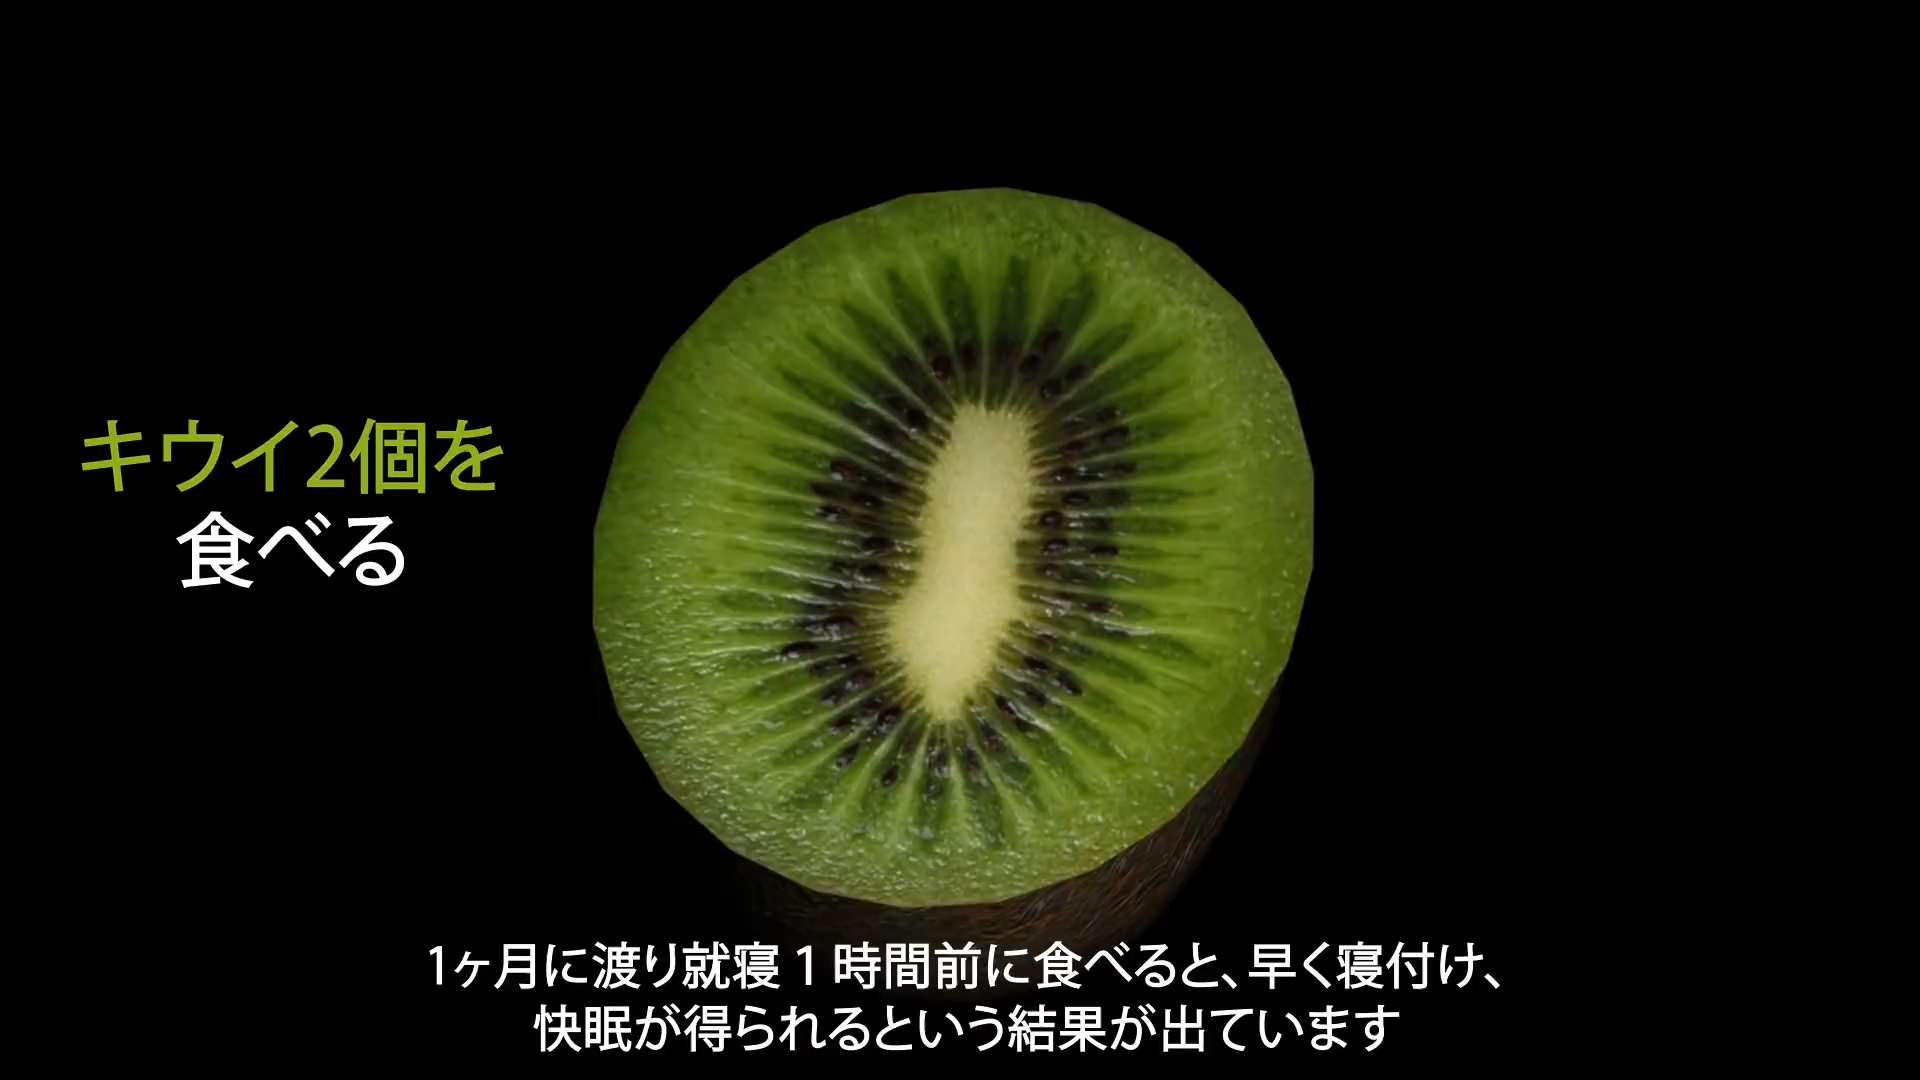 キウイ2個を
食べる
1ヶ月に渡り就寝1時間前に食べると、早く寝付け、
快眠が得られるという結果が出ています